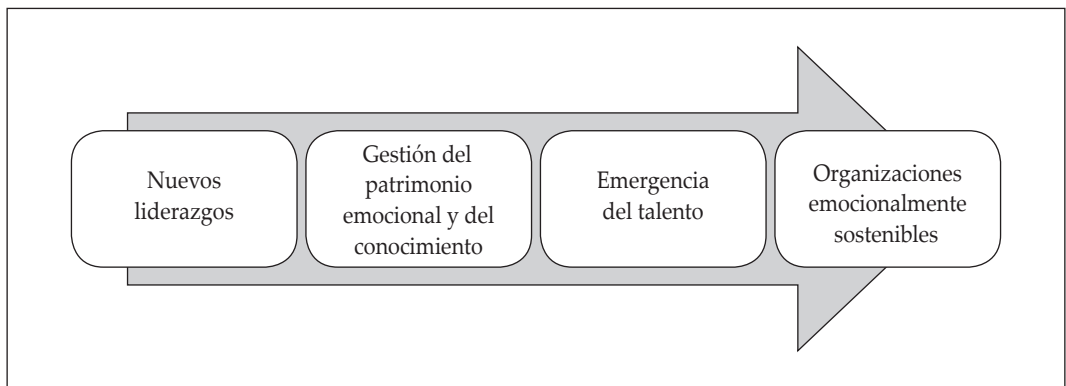 Nuevos
liderazgos
Gestión del
patrimonio
emocional y del
conocimiento
Emergencia
del talento
Organizaciones
emocionalmente
sostenibles